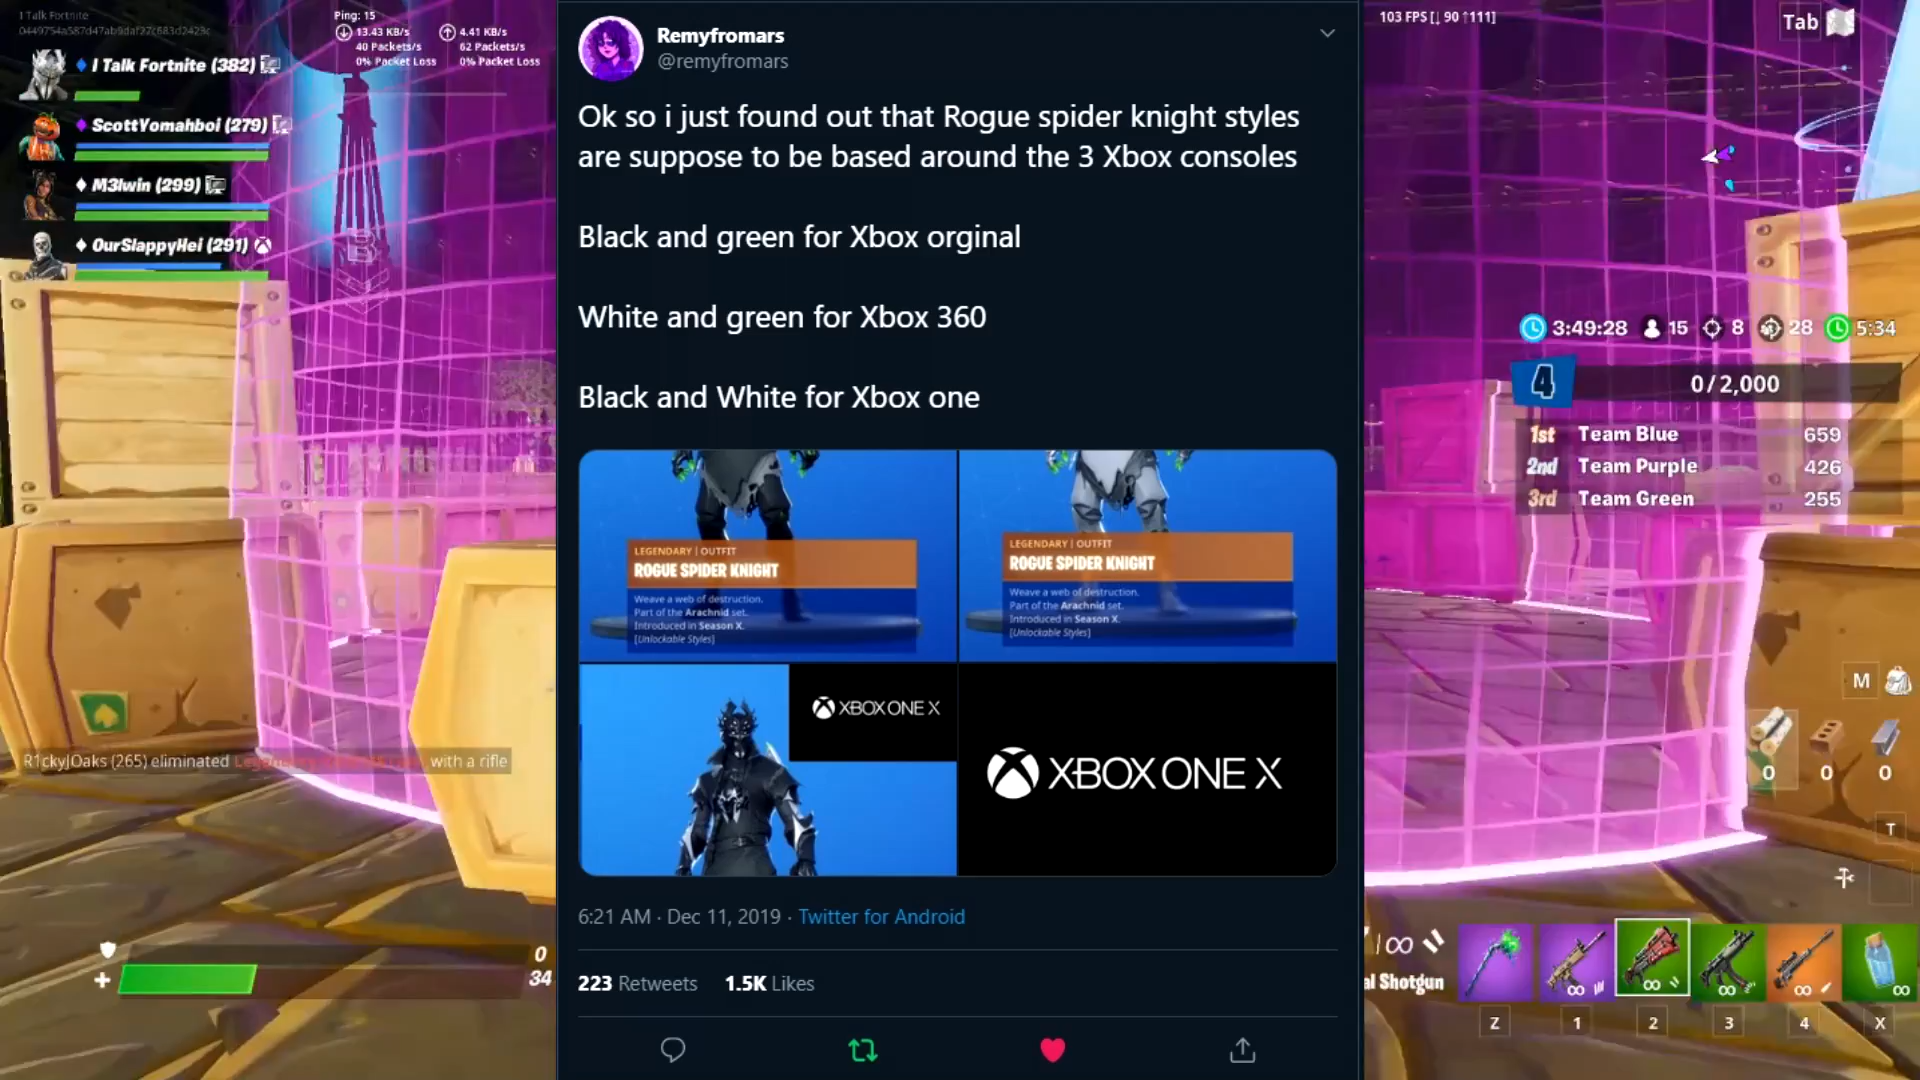 I Talk Fortnite
Ping: 15
13.43 KB/s
4.41 KB/s
40 Packets/s
62 Packets/s
0% Packet Loss
0% Packet Loss
I Talk Fortnite (382)
ScottYomahboi (279)
M3lwin (299)
OurSlappyHei (291)
B
R1ckyJOaks (265) eliminated
with a rifle
0
34
Remyfromars
@remyfromars
Ok so i just found out that Rogue spider knight styles
are suppose to be based around the 3 Xbox consoles
Black and green for Xbox orginal
White and green for Xbox 360
Black and White for Xbox one
LEGENDARY | OUTFIT
ROGUE SPIDER KNIGHT
Weave a web of destruction.
Part of the Arachnid set.
Introduced in Season X.
[Unlockable Styles]
LEGENDARY | OUTFIT
ROGUE SPIDER KNIGHT
Weave a web of destruction.
Part of the Arachnid set.
Introduced in Season X.
[Unlockable Styles]
XBOX ONE X
XBOX ONE X
6:21 AM · Dec 11, 2019 · Twitter for Android
223 Retweets 1.5K Likes
103 FPS [↓ 90 ↑111]
Tab
3:49:28 15 8 28 5:34
4
0/2,000
1st Team Blue 659
2nd Team Purple 426
3rd Team Green 255
M
0 0 0
T
| ∞
al Shotgun
∞ ∞ ∞ ∞ ∞
Z 1 2 3 4 X